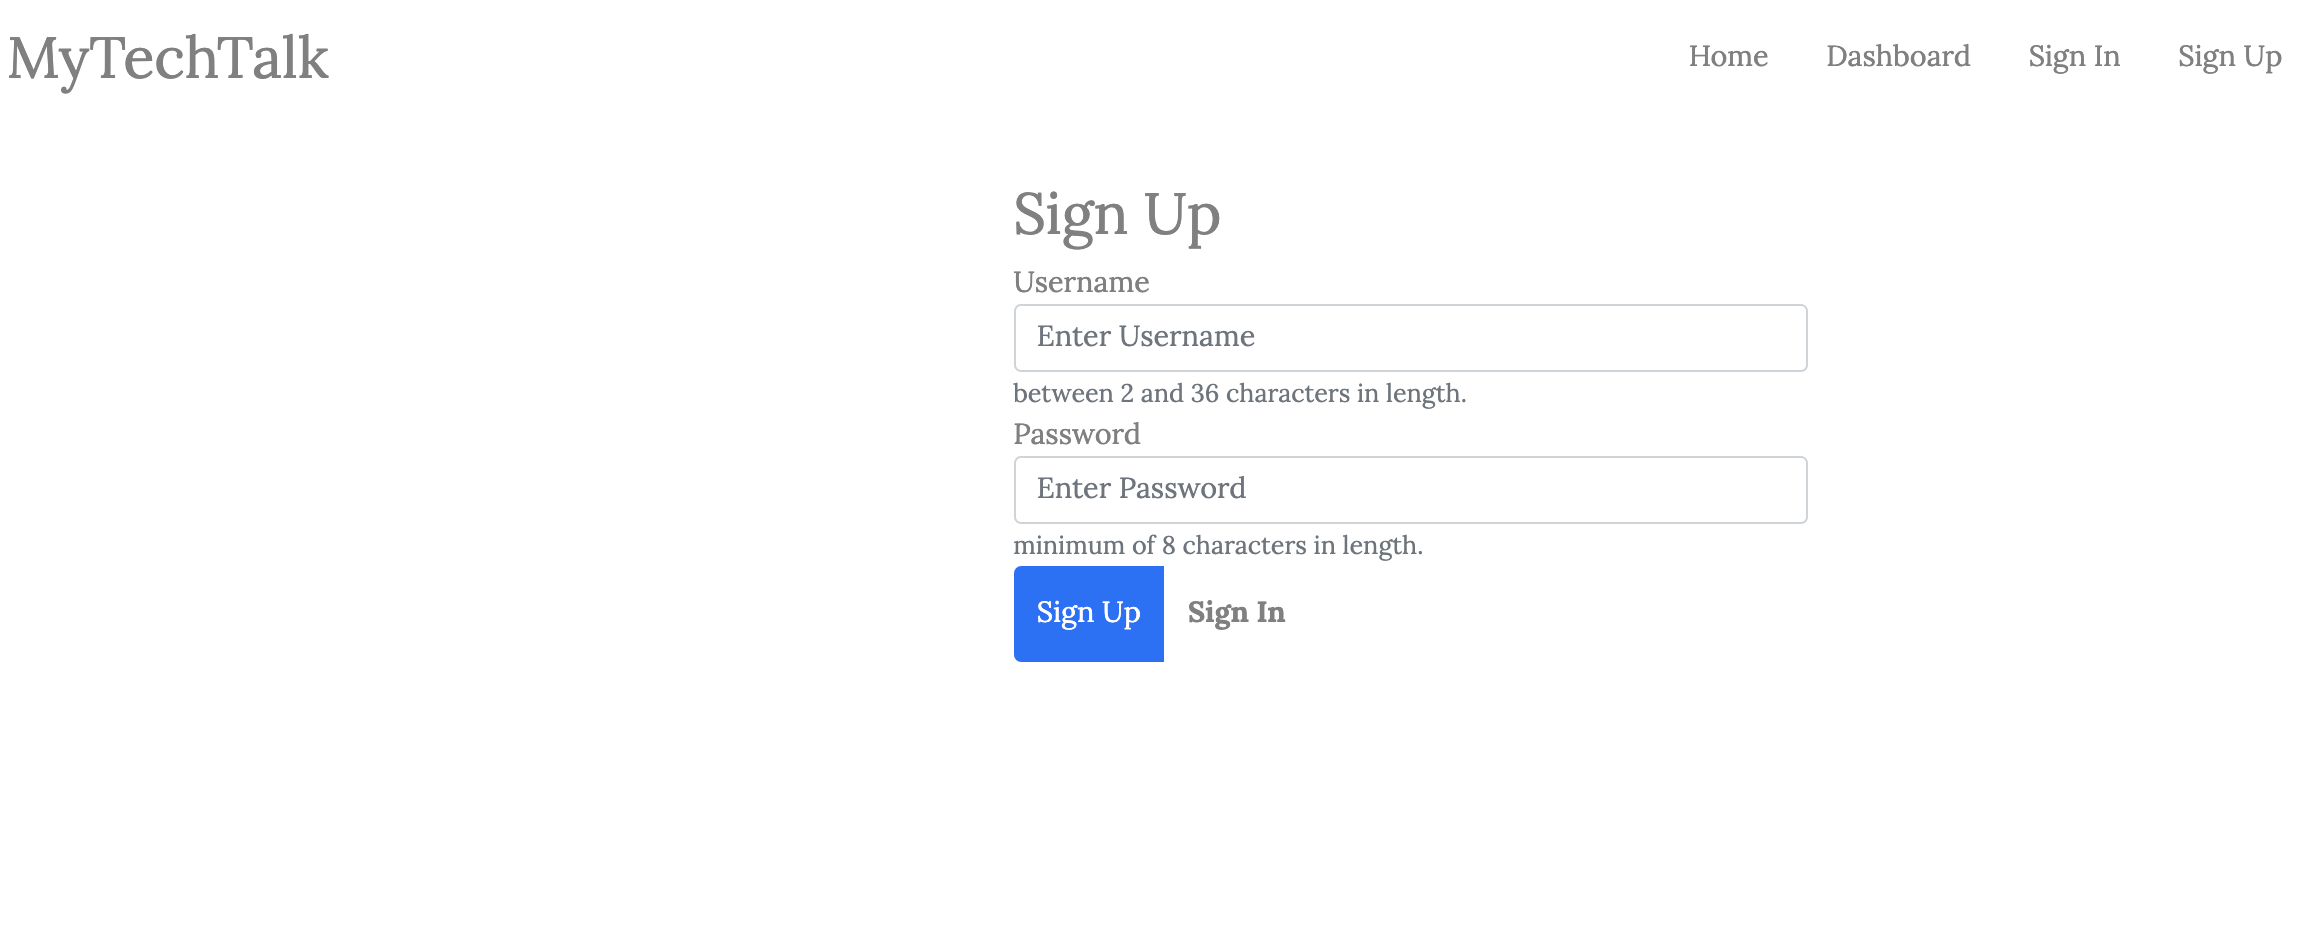 MyTechTalk
Home Dashboard Sign In Sign Up
Sign Up
Username
Enter Username
between 2 and 36 characters in length.
Password
Enter Password
minimum of 8 characters in length.
Sign Up Sign In